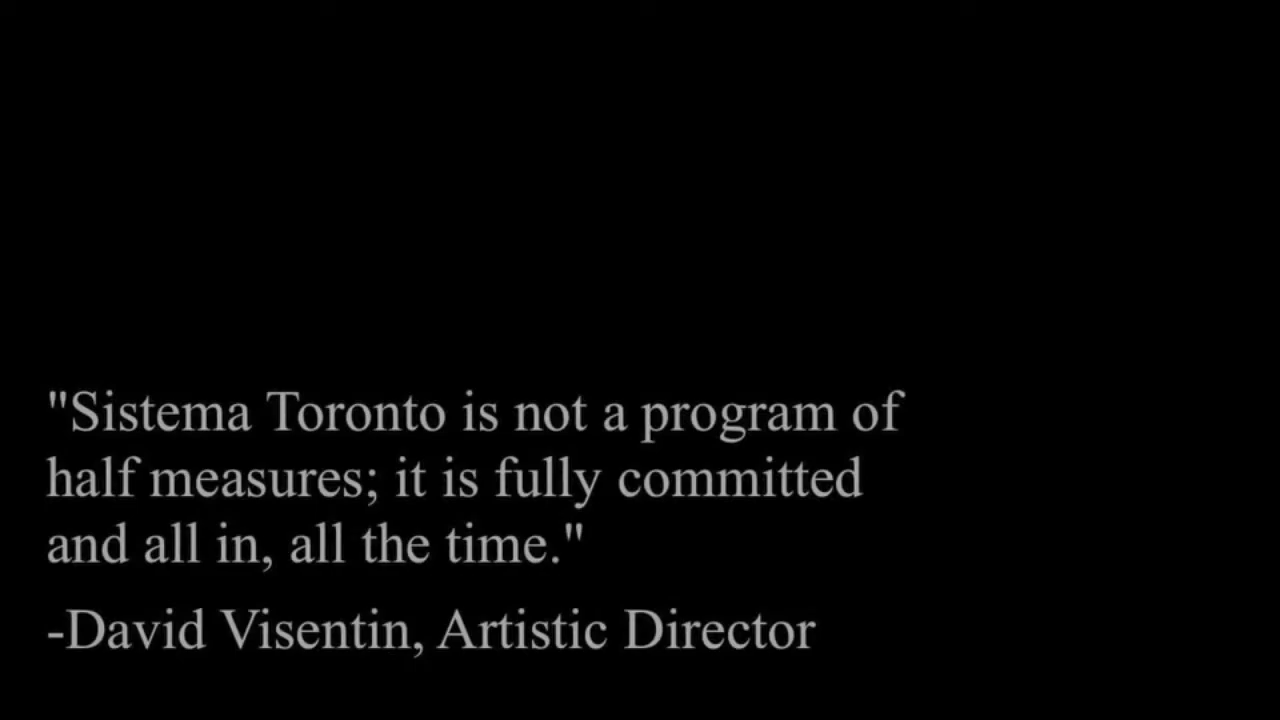 "Sistema Toronto is not a program of
half measures; it is fully committed
and all in, all the time."
-David Visentin, Artistic Director